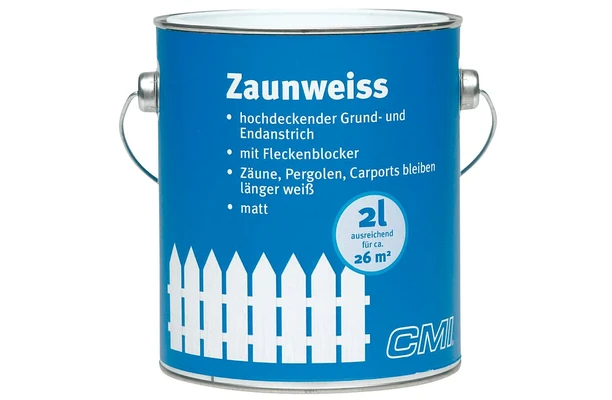 Zaunweiss
• hochdeckender Grund- und
Endanstrich
• mit Fleckenblocker
• Zäune, Pergolen, Carports bleiben
länger weiß
• matt
2l
ausreichend
für ca.
26 m²
CMI